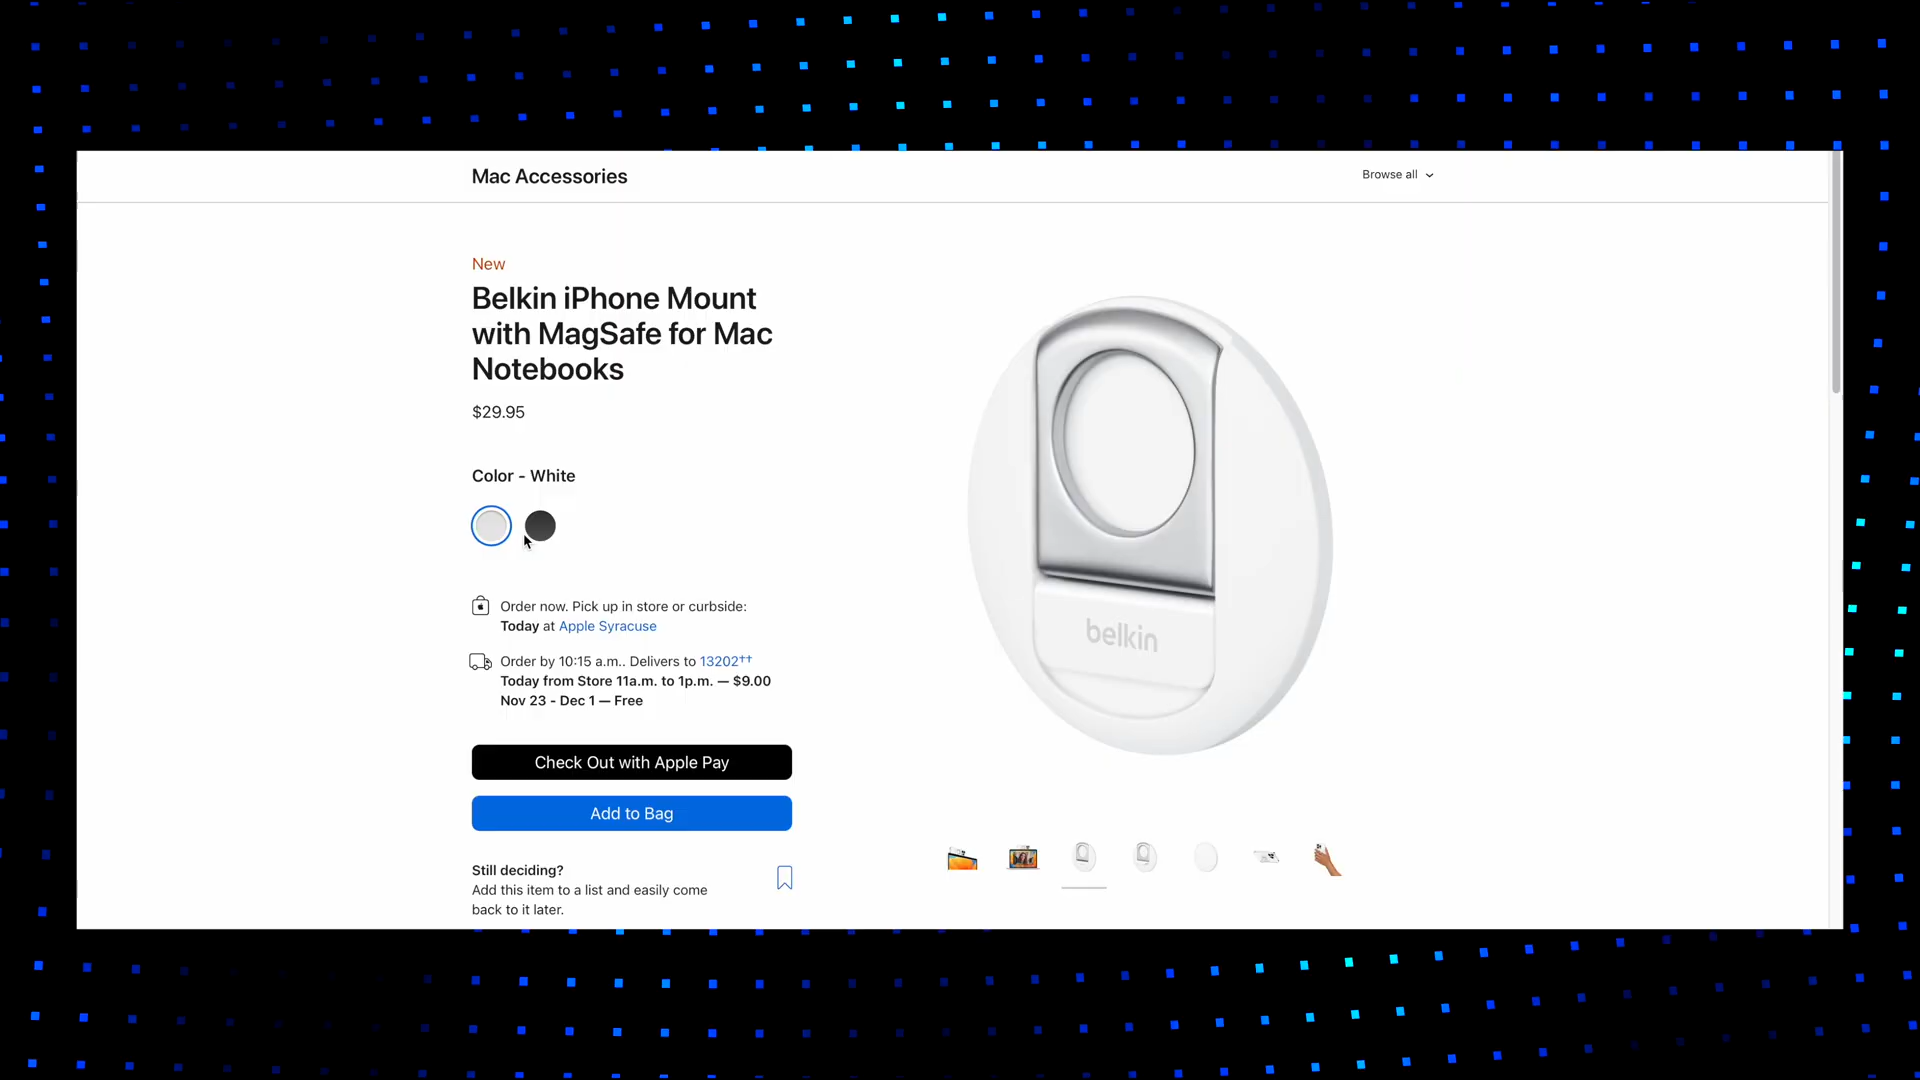 Mac Accessories
Browse all
New
Belkin iPhone Mount
with MagSafe for Mac
Notebooks
$29.95
Color - White
Order now. Pick up in store or curbside:
Today at Apple Syracuse
Order by 10:15 a.m.. Delivers to 13202††
Today from Store 11a.m. to 1p.m. — $9.00
Nov 23 - Dec 1 — Free
Check Out with Apple Pay
Add to Bag
Still deciding?
Add this item to a list and easily come
back to it later.
belkin